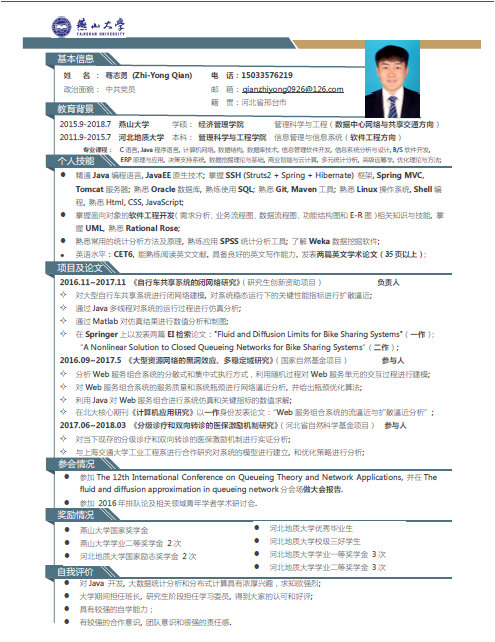 燕山大学
YANSHAN UNIVERSITY
基本信息
姓 名 ： 骞志勇 (Zhi-Yong Qian) 电 话：15033576219
政治面貌： 中共党员 邮 箱：qianzhiyong0926@126.com
籍 贯：河北省邢台市
教育背景
2015.9-2018.7 燕山大学 学硕： 经济管理学院 管理科学与工程（数据中心网络与共享交通方向）
2011.9-2015.7 河北地质大学 本科： 管理科学与工程学院 信息管理与信息系统（软件工程方向）
专业课程： C 语言, Java 程序语言, 计算机网络, 数据结构, 数据库技术, 信息管理软件开发, 信息系统分析与设计, B/S 软件开发,
ERP 原理与应用, 决策支持系统, 数据挖掘理论与基础, 商业智能与云计算, 多元统计分析, 高级运筹学, 优化理论与方法;
个人技能
● 精通 Java 编程语言, JavaEE 原生技术; 掌握 SSH (Struts2 + Spring + Hibernate) 框架, Spring MVC,
Tomcat 服务器; 熟悉 Oracle 数据库, 熟练使用 SQL; 熟悉 Git, Maven 工具; 熟悉 Linux 操作系统, Shell 编
程, 熟悉 Html, CSS, JavaScript;
● 掌握面向对象的软件工程开发( 需求分析、业务流程图、数据流程图、功能结构图和 E-R 图 )相关知识与技能, 掌
握 UML, 熟悉 Rational Rose;
● 熟悉常用的统计分析方法及原理, 熟练应用 SPSS 统计分析工具; 了解 Weka 数据挖掘软件;
● 英语水平：CET6, 能熟练阅读英文文献, 具备良好的英文写作能力, 发表两篇英文学术论文（35 页以上）;
项目及论文
2016.11~2017.11 《自行车共享系统的闭网络研究》（研究生创新资助项目） 负责人
✧ 对大型自行车共享系统进行闭网络建模, 对系统稳态运行下的关键性能指标进行扩散逼近;
✧ 通过 Java 多线程对系统的运行过程进行仿真分析;
✧ 通过 Matlab 对仿真结果进行数值分析和制图;
✧ 在 Springer 上以发表两篇 EI 检索论文："Fluid and Diffusion Limits for Bike Sharing Systems"（一作）;
"A Nonlinear Solution to Closed Queueing Networks for Bike Sharing Systems"（二作）;
2016.09~2017.5 《大型资源网络的黑洞效应、多稳定域研究》（国家自然基金项目） 参与人
✧ 分析 Web 服务组合系统的分散式和集中式执行方式，利用随机过程对 Web 服务单元的交互过程进行建模;
✧ 对 Web 服务组合系统的服务质量和系统瓶颈进行网络逼近分析, 并给出瓶颈优化算法;
✧ 利用 Java 对 Web 服务组合进行系统仿真和关键指标的数值求解;
✧ 在北大核心期刊《计算机应用研究》以一作身份发表论文："Web 服务组合系统的流逼近与扩散逼近分析" ;
2017.06~2018.03 《分级诊疗和双向转诊的医保激励机制研究》（河北省自然科学基金项目） 参与人
✧ 对当下现存的分级诊疗和双向转诊的医保激励机制进行实证分析;
✧ 与上海交通大学工业工程系进行合作研究对系统的模型进行建立, 和优化策略进行分析;
参会情况
● 参加 The 12th International Conference on Queueing Theory and Network Applications, 并在 The
fluid and diffusion approximation in queueing network 分会场做大会报告.
● 参加 2016 年排队论及相关领域青年学者学术研讨会.
奖励情况
● 燕山大学国家奖学金
● 燕山大学学业二等奖学金 2 次
● 河北地质大学国家励志奖学金 2 次
● 河北地质大学优秀毕业生
● 河北地质大学校级三好学生
● 河北地质大学学业一等奖学金 3 次
● 河北地质大学学业二等奖学金 3 次
自我评价
● 对 Java 开发, 大数据统计分析和分布式计算具有浓厚兴趣，求知欲强烈;
● 大学期间担任班长, 研究生阶段担任学习委员, 得到大家的认可和好评;
● 具有较强的自学能力；
● 有较强的合作意识, 团队意识和很强的责任感.